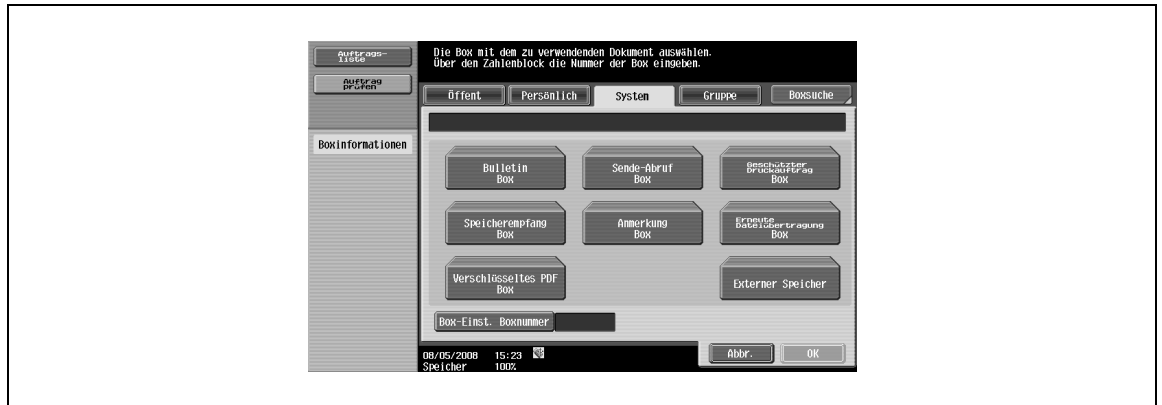 Auftrags-
liste
Auftrag
prüfen
Boxinformationen
Die Box mit dem zu verwendenden Dokument auswählen.
Über den Zahlenblock die Nummer der Box eingeben.
Öffent
Persönlich
System
Gruppe
Boxsuche
Bulletin
Box
Sende-Abruf
Box
Geschützter
Druckauftrag
Box
Speicherempfang
Box
Anmerkung
Box
Erneute
Dateiübertragung
Box
Verschlüsseltes PDF
Box
Externer Speicher
Box-Einst. Boxnummer
08/05/2008 15:23
Speicher 100%
Abbr.
OK